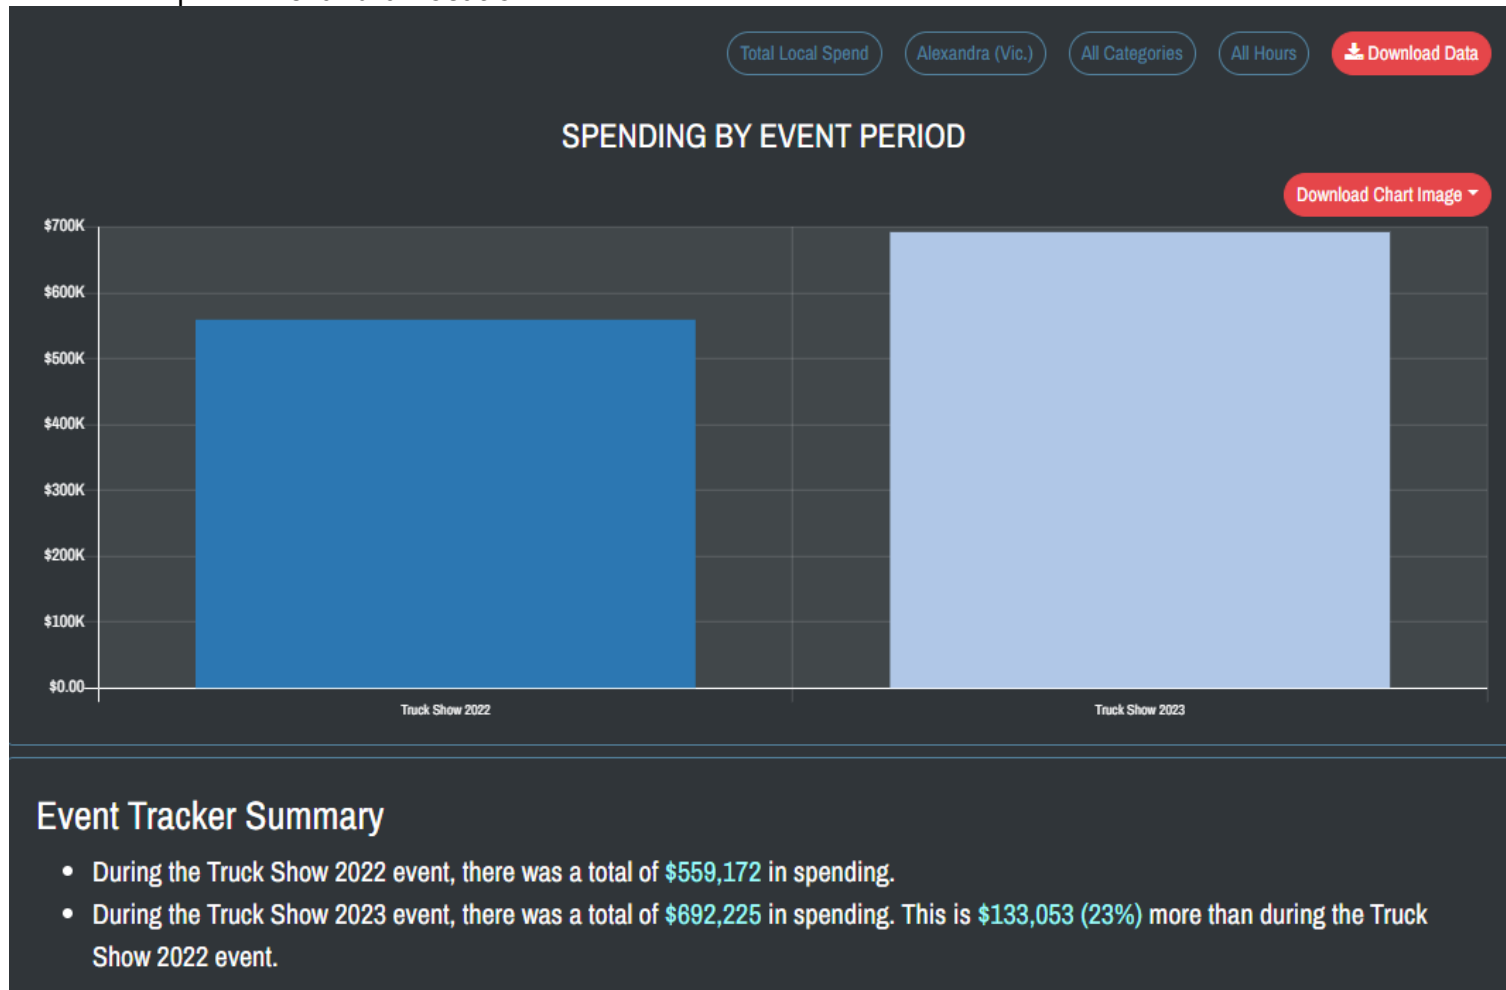 Total Local Spend
Alexandra (Vic.)
All Categories
All Hours
Download Data
SPENDING BY EVENT PERIOD
Download Chart Image
$700K
$600K
$500K
$400K
$300K
$200K
$100K
$0.00
Truck Show 2022
Truck Show 2023
Event Tracker Summary
• During the Truck Show 2022 event, there was a total of $559,172 in spending.
• During the Truck Show 2023 event, there was a total of $692,225 in spending. This is $133,053 (23%) more than during the Truck
Show 2022 event.